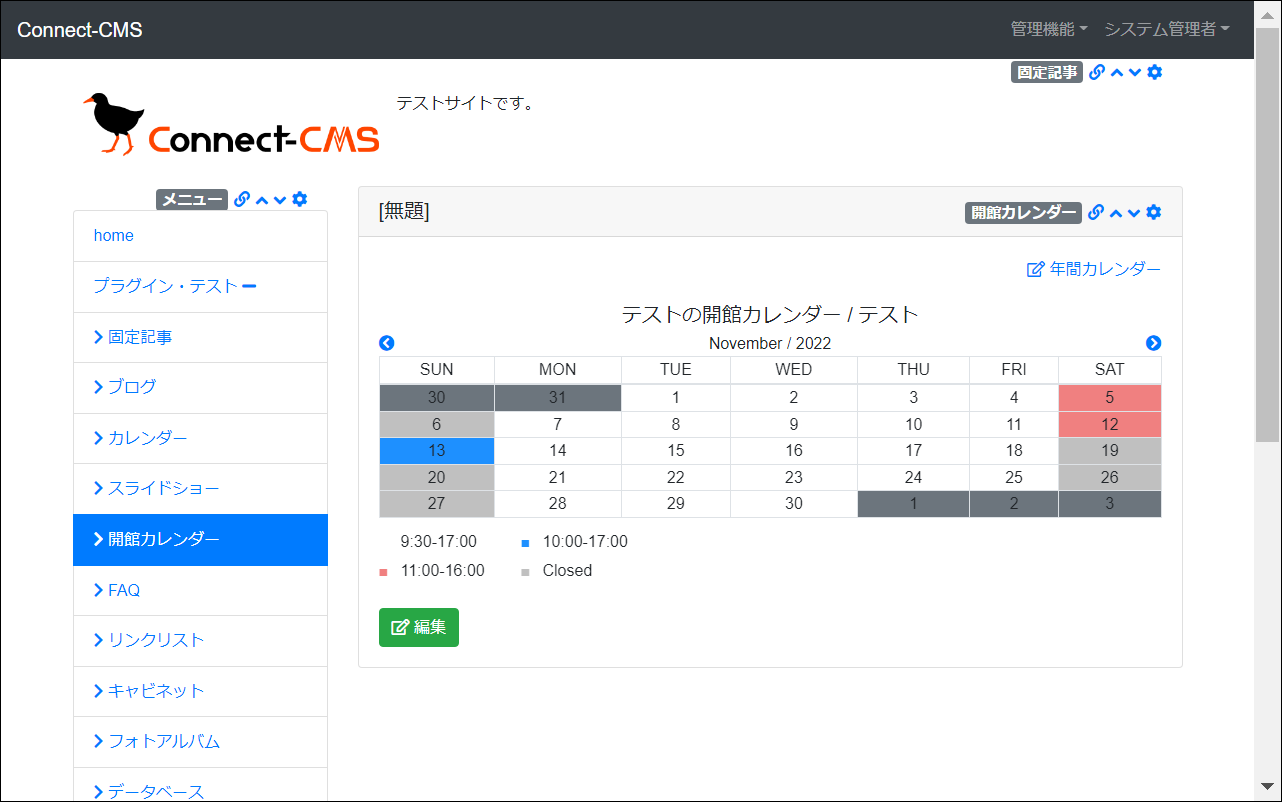 Connect-CMS 管理機能 システム管理者
固定記事
テストサイトです。
Connect-CMS
メニュー
home
プラグイン・テスト
固定記事
ブログ
カレンダー
スライドショー
開館カレンダー
FAQ
リンクリスト
キャビネット
フォトアルバム
データベース
[無題] 開館カレンダー
年間カレンダー
テストの開館カレンダー / テスト
November / 2022
SUN MON TUE WED THU FRI SAT
30 31 1 2 3 4 5
6 7 8 9 10 11 12
13 14 15 16 17 18 19
20 21 22 23 24 25 26
27 28 29 30 1 2 3
9:30-17:00 10:00-17:00
11:00-16:00 Closed
編集